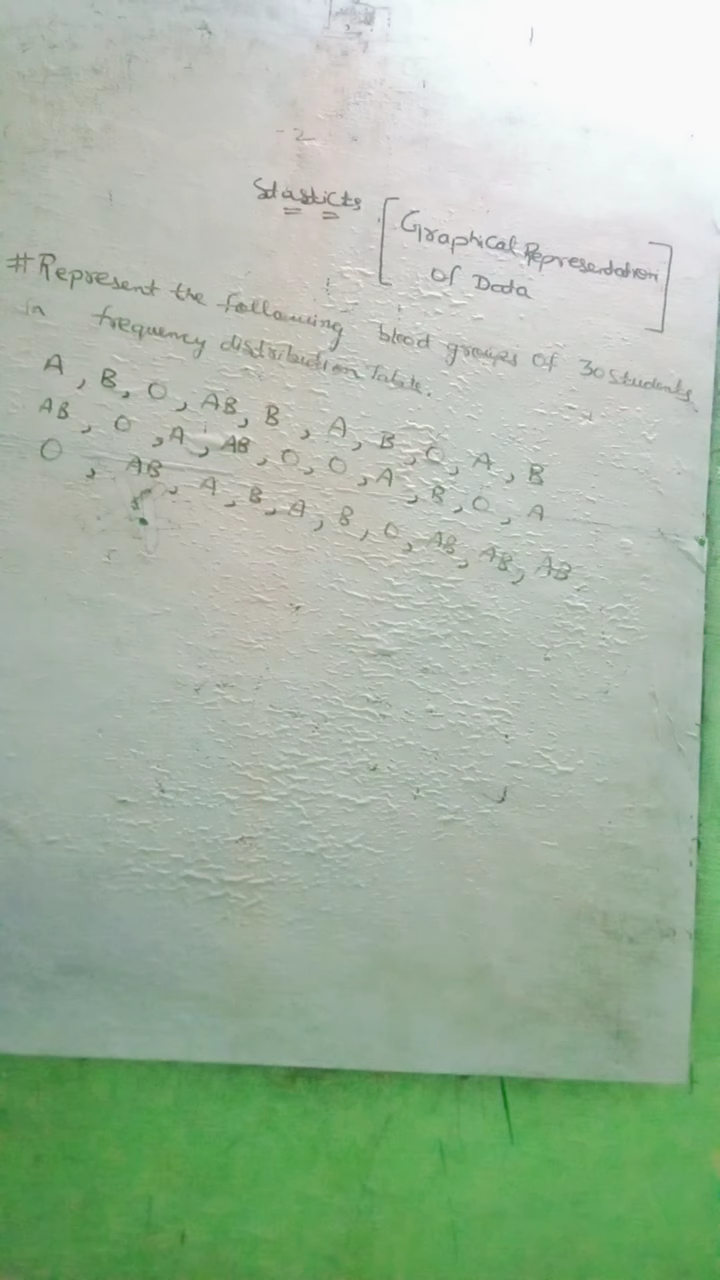 Stasticts [Graphical Representation
of Data]
#Represent the following blood groups of 30 students
in frequency distribution Table.
A, B, O, AB, B, A, B, O, A, B
AB, O, A, AB, O, O, A, B, O, A
O, AB, A, B, A, B, O, AB, AB, AB